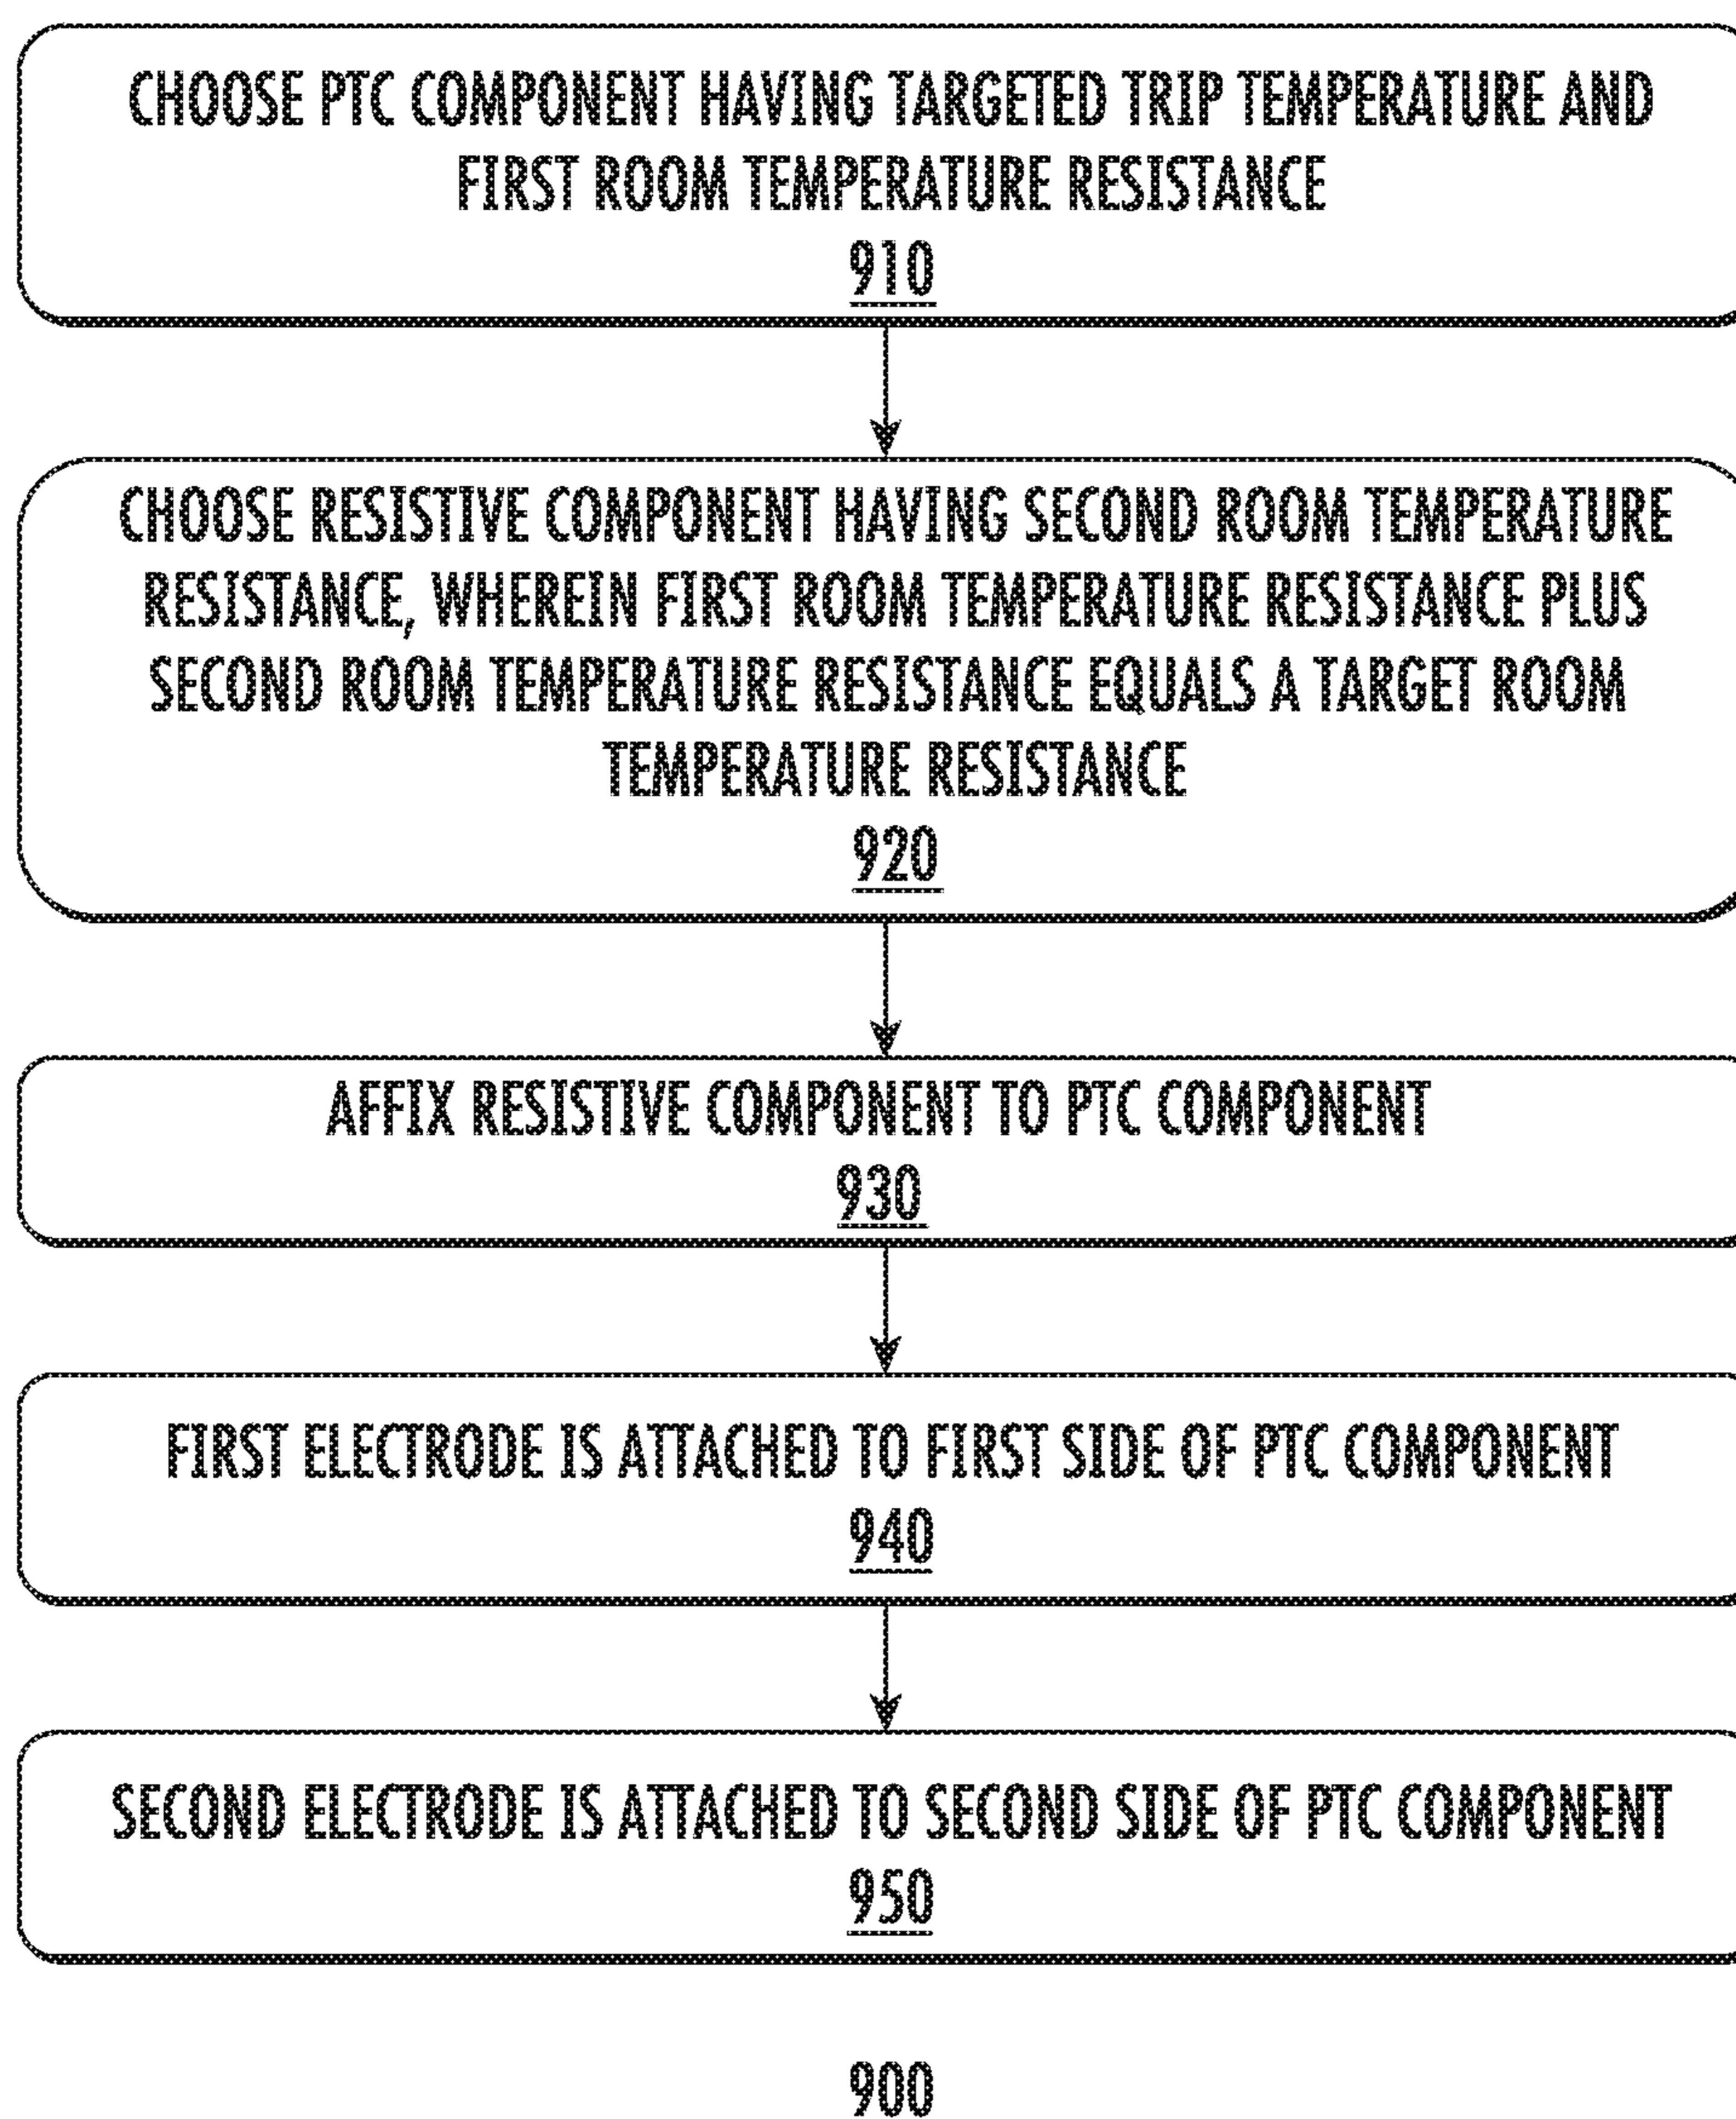 CHOOSE PTC COMPONENT HAVING TARGETED TRIP TEMPERATURE AND
FIRST ROOM TEMPERATURE RESISTANCE
910
CHOOSE RESISTIVE COMPONENT HAVING SECOND ROOM TEMPERATURE
RESISTANCE, WHEREIN FIRST ROOM TEMPERATURE RESISTANCE PLUS
SECOND ROOM TEMPERATURE RESISTANCE EQUALS A TARGET ROOM
TEMPERATURE RESISTANCE
920
AFFIX RESISTIVE COMPONENT TO PTC COMPONENT
930
FIRST ELECTRODE IS ATTACHED TO FIRST SIDE OF PTC COMPONENT
940
SECOND ELECTRODE IS ATTACHED TO SECOND SIDE OF PTC COMPONENT
950
900